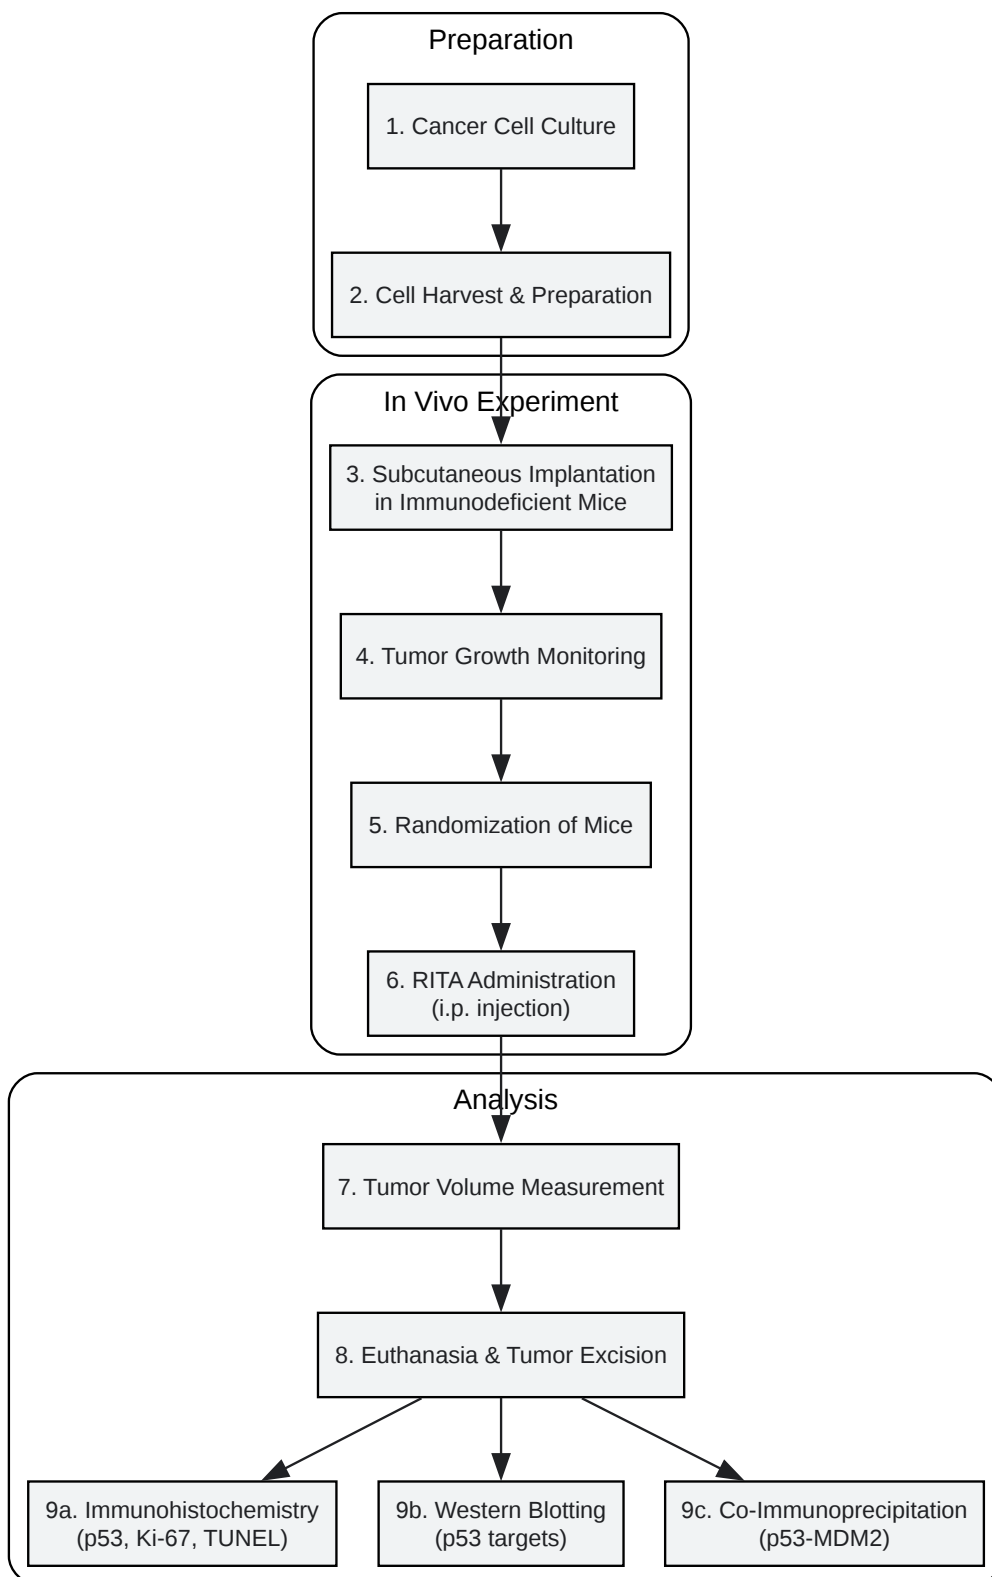 Preparation
1. Cancer Cell Culture
2. Cell Harvest & Preparation
In Vivo Experiment
3. Subcutaneous Implantation
in Immunodeficient Mice
4. Tumor Growth Monitoring
5. Randomization of Mice
6. RITA Administration
(i.p. injection)
Analysis
7. Tumor Volume Measurement
8. Euthanasia & Tumor Excision
9a. Immunohistochemistry
(p53, Ki-67, TUNEL)
9b. Western Blotting
(p53 targets)
9c. Co-Immunoprecipitation
(p53-MDM2)